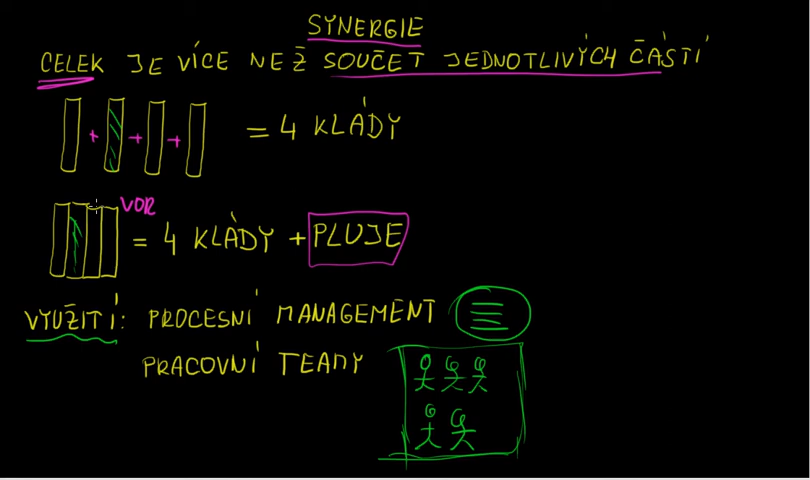 SYNERGIE
CELEK JE VÍCE NEŽ SOUČET JEDNOTLIVÝCH ČÁSTÍ
+ + + = 4 KLÁDY
VOR
= 4 KLÁDY + PLUJE
VYUŽITÍ: PROCESNÍ MANAGEMENT
PRACOVNÍ TEAMY